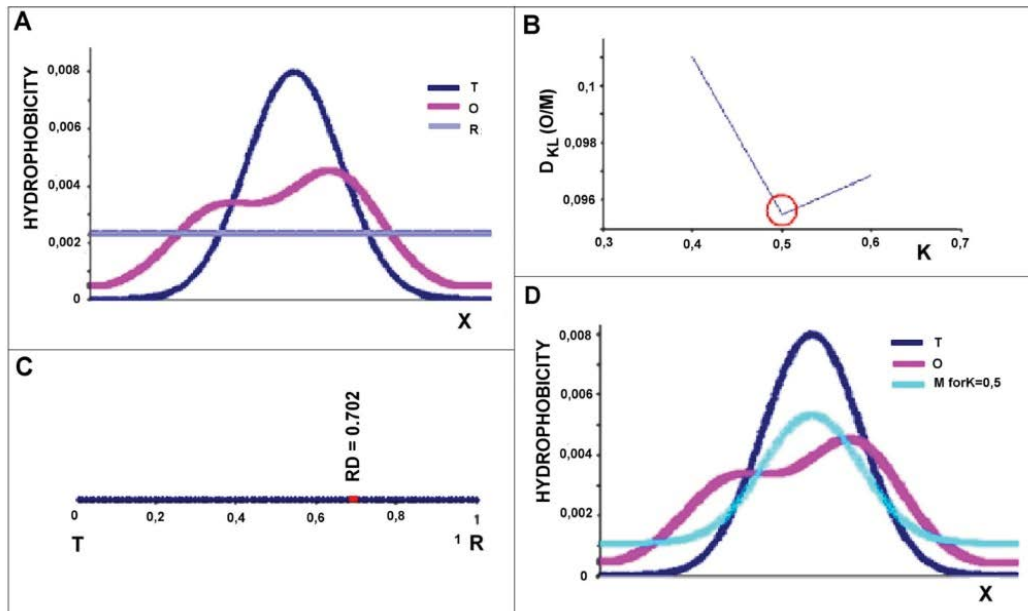 A
HYDROPHOBICITY
0,008
0,006
0,004
0,002
0
T
O
R
X
B
D KL (O/M)
0,1
0,098
0,096
0,3
0,4
0,5
0,6
0,7
K
C
RD = 0.702
0
0,2
0,4
0,6
0,8
1
T
1 R
D
HYDROPHOBICITY
0,008
0,006
0,004
0,002
0
T
O
M forK=0,5
X